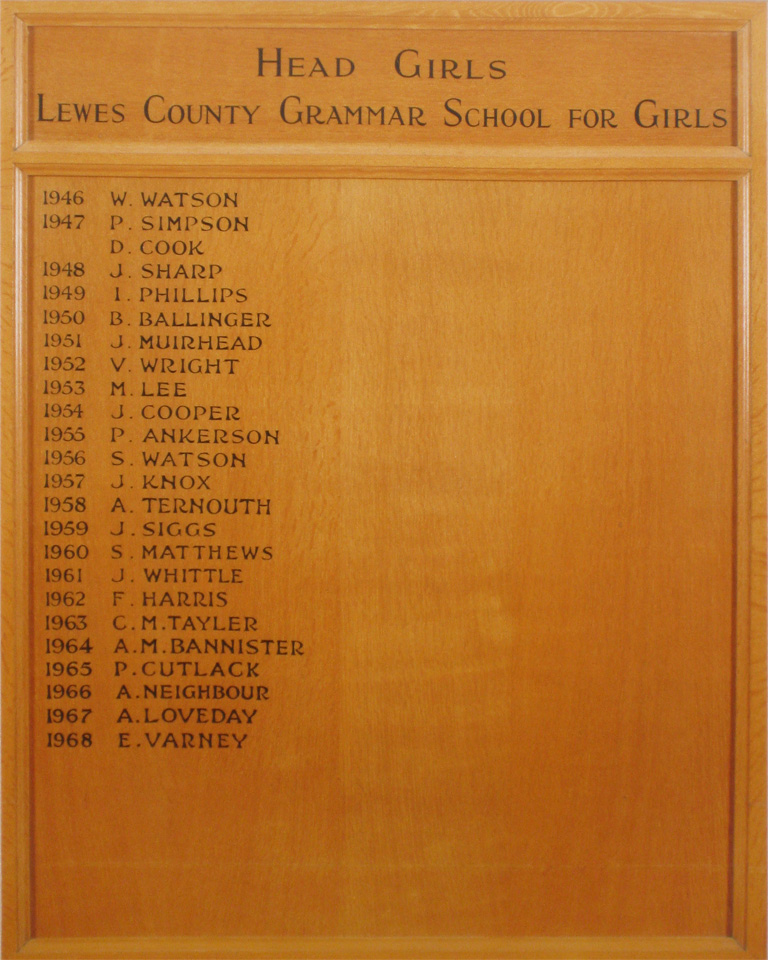 HEAD GIRLS
LEWES COUNTY GRAMMAR SCHOOL FOR GIRLS
1946 W. WATSON
1947 P. SIMPSON
D. COOK
1948 J. SHARP
1949 I. PHILLIPS
1950 B. BALLINGER
1951 J. MUIRHEAD
1952 V. WRIGHT
1953 M. LEE
1954 J. COOPER
1955 P. ANKERSON
1956 S. WATSON
1957 J. KNOX
1958 A. TERNOUTH
1959 J. SIGGS
1960 S. MATTHEWS
1961 J. WHITTLE
1962 F. HARRIS
1963 C.M.TAYLER
1964 A.M.BANNISTER
1965 P.CUTLACK
1966 A.NEIGHBOUR
1967 A.LOVEDAY
1968 E.VARNEY